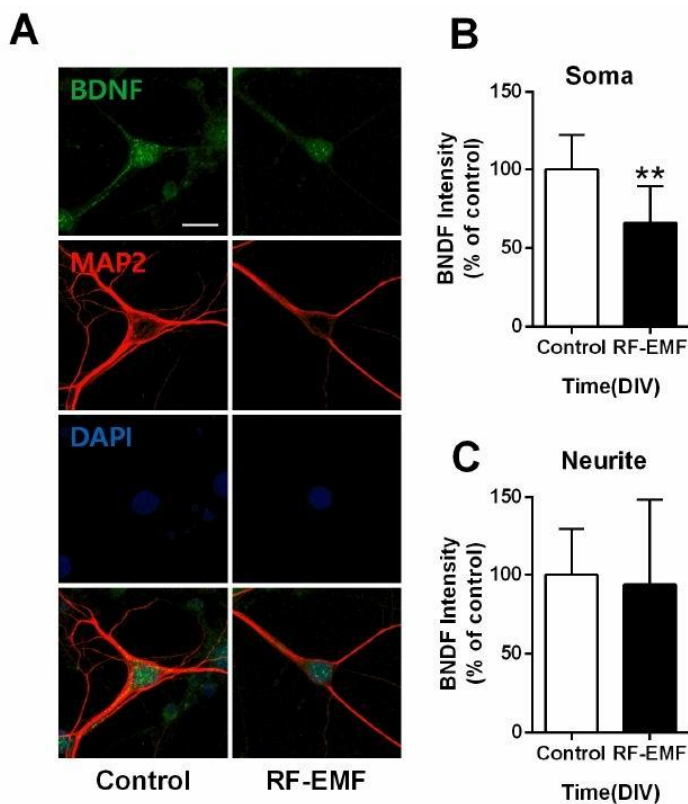 A
BDNF
MAP2
DAPI
Control RF-EMF
B
Soma
BNDF Intensity
(% of control)
150
100
50
0
**
Control RF-EMF
Time(DIV)
C
Neurite
BNDF Intensity
(% of control)
150
100
50
0
Control RF-EMF
Time(DIV)